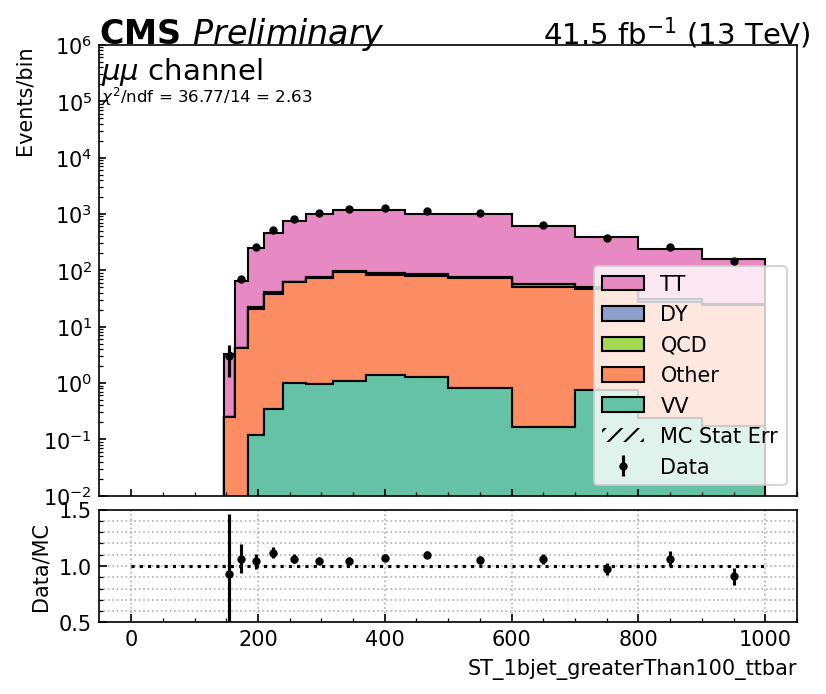 CMS Preliminary 41.5 fb⁻¹ (13 TeV)
μμ channel
χ²/ndf = 36.77/14 = 2.63
Events/bin
10⁶
10⁵
10⁴
10³
10²
10¹
10⁰
10⁻¹
10⁻²
TT
DY
QCD
Other
VV
MC Stat Err
Data
Data/MC
1.5
1.0
0.5
0 200 400 600 800 1000
ST_1bjet_greaterThan100_ttbar